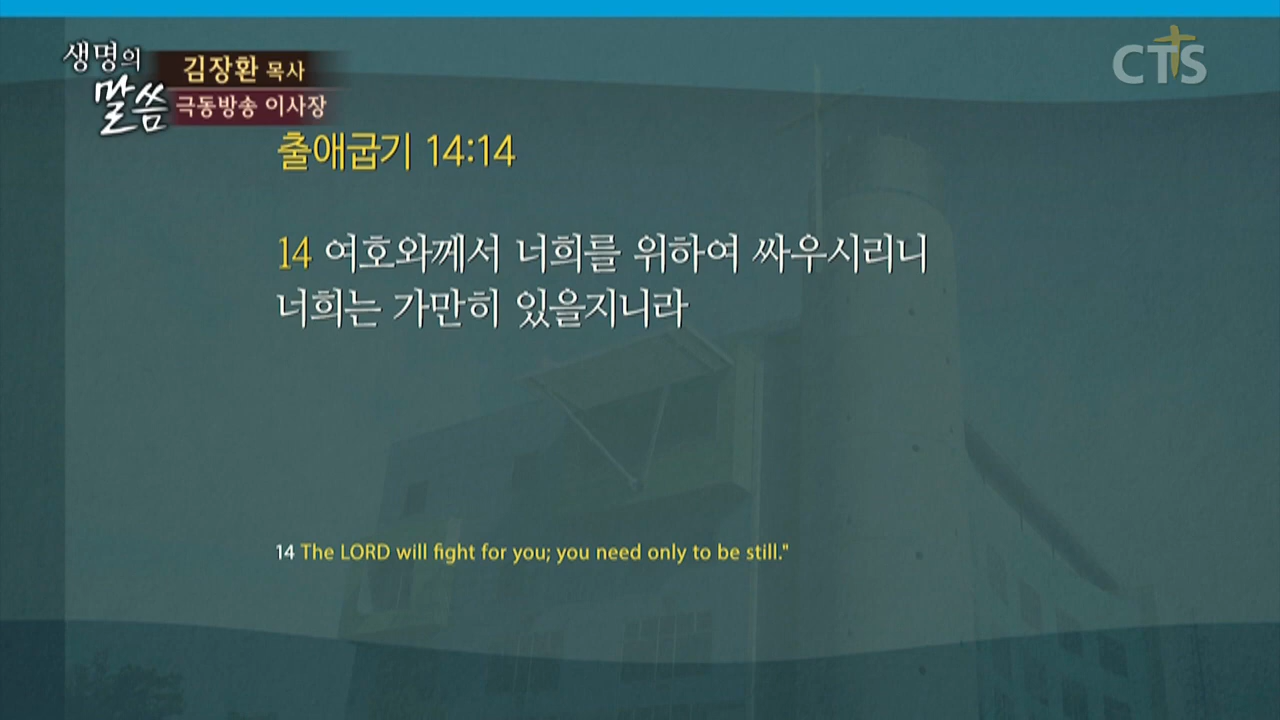 생명의
말씀
김장환 목사
극동방송 이사장
CTS
출애굽기 14:14
14 여호와께서 너희를 위하여 싸우시리니
너희는 가만히 있을지니라
14 The LORD will fight for you; you need only to be still."